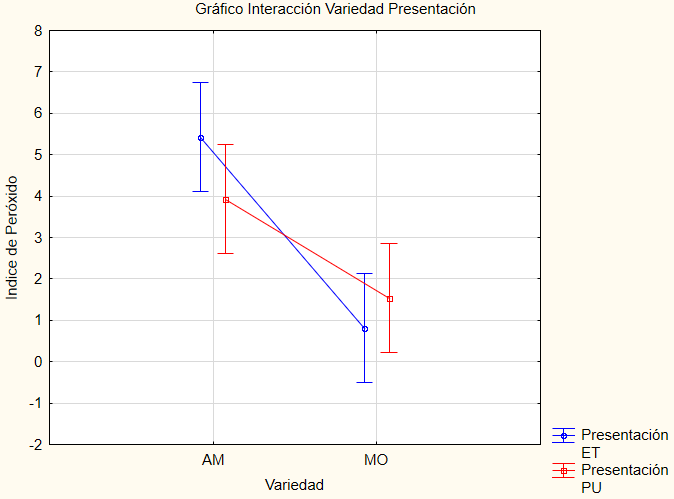 Gráfico Interacción Variedad Presentación
8
7
6
5
4
3
2
1
0
-1
-2
Indice de Peróxido
AM
MO
Variedad
Presentación
ET
Presentación
PU